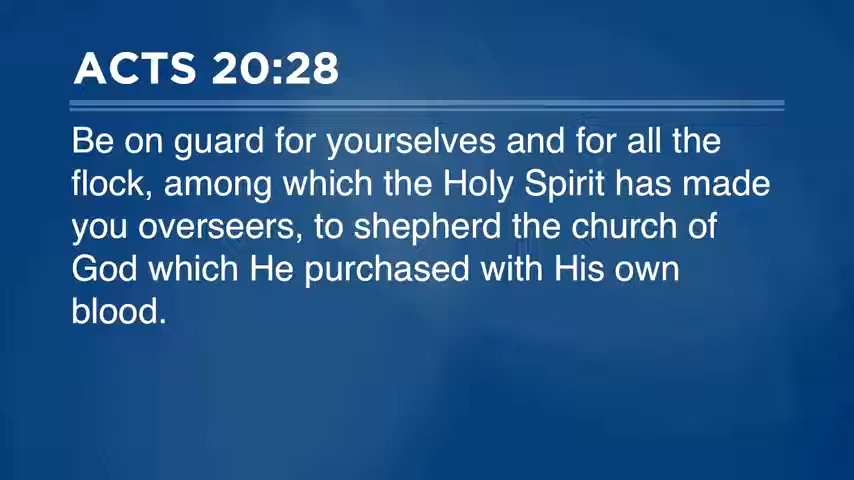 ACTS 20:28
Be on guard for yourselves and for all the
flock, among which the Holy Spirit has made
you overseers, to shepherd the church of
God which He purchased with His own
blood.